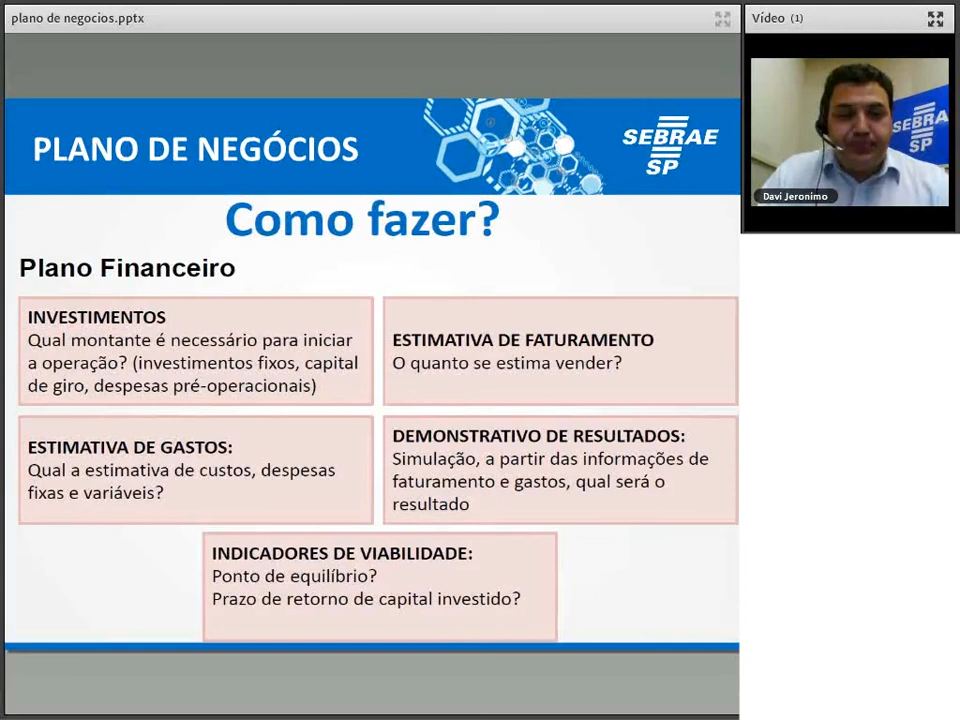 plano de negocios.pptx
Vídeo (1)
PLANO DE NEGÓCIOS
SEBRAE
SP
SEBRA
SP
Davi Jeronimo
Como fazer?
Plano Financeiro
INVESTIMENTOS
Qual montante é necessário para iniciar
a operação? (investimentos fixos, capital
de giro, despesas pré-operacionais)
ESTIMATIVA DE FATURAMENTO
O quanto se estima vender?
ESTIMATIVA DE GASTOS:
Qual a estimativa de custos, despesas
fixas e variáveis?
DEMONSTRATIVO DE RESULTADOS:
Simulação, a partir das informações de
faturamento e gastos, qual será o
resultado
INDICADORES DE VIABILIDADE:
Ponto de equilíbrio?
Prazo de retorno de capital investido?